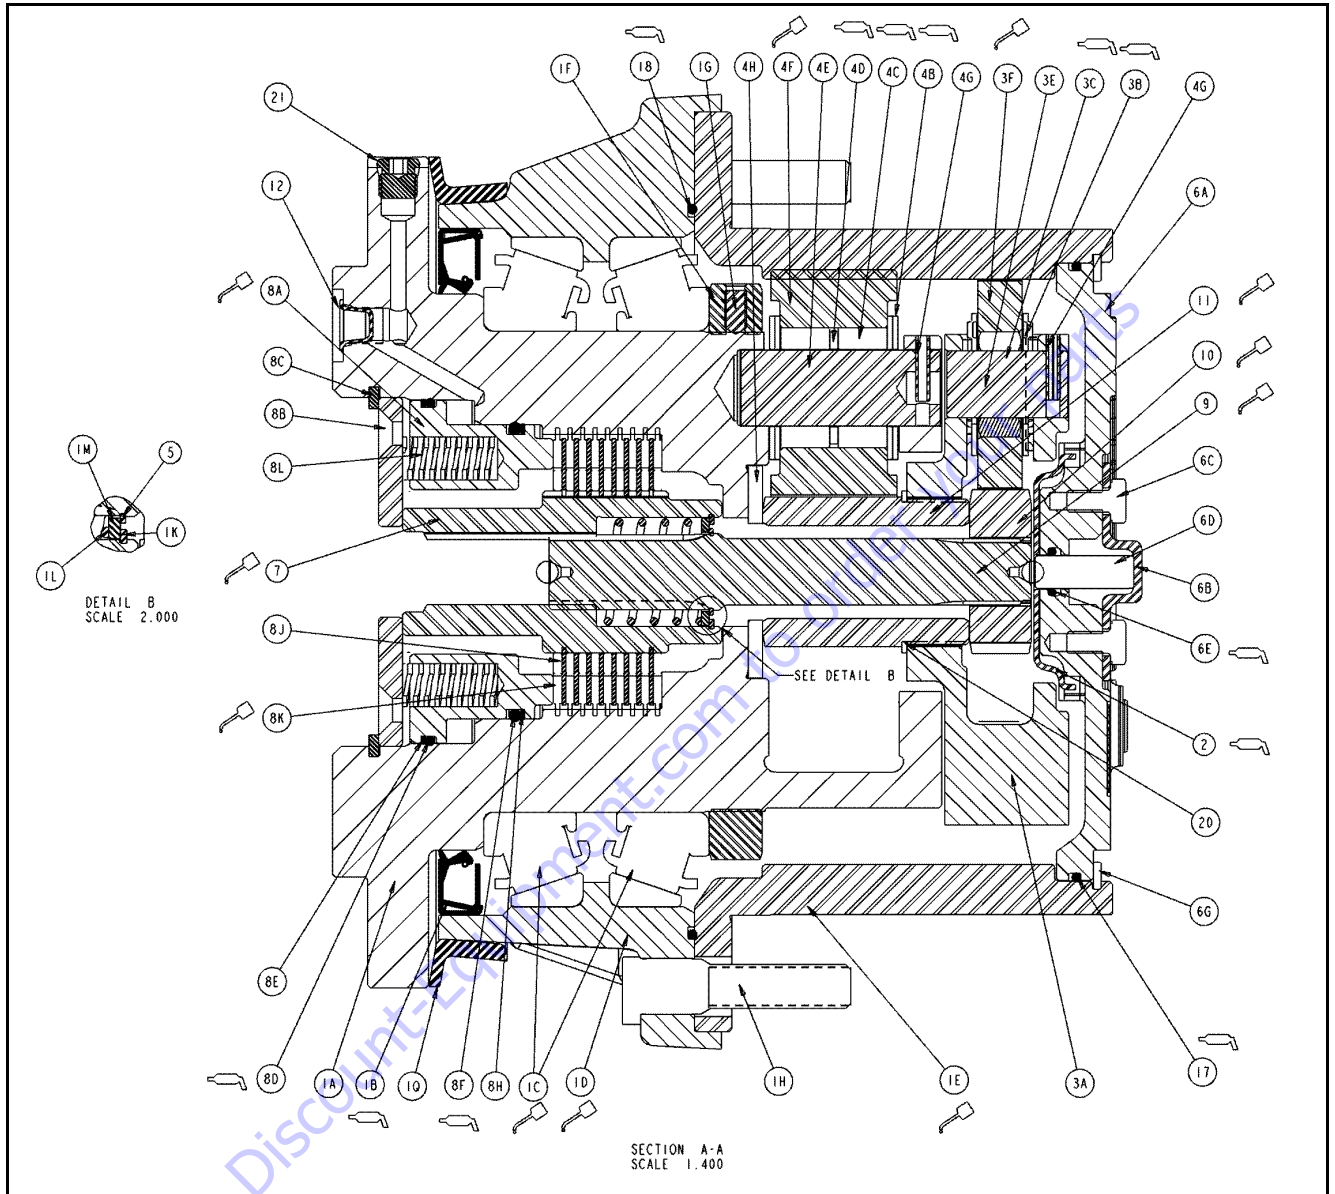 1F
18
1G
4H
4F
4E
4D
4C
4B
4G
3F
3E
3C
3B
4G
21
12
6A
8A
11
8C
10
8B
9
1M
5
8L
6C
1K
6D
1L
7
6B
DETAIL B
SCALE 2.000
8J
6E
SEE DETAIL B
8K
2
20
6G
8E
8D
1A
1B
1Q
8F
8H
1C
1D
1H
1E
3A
17
SECTION A-A
SCALE 1.400
Discount-Equipment.com to order your parts